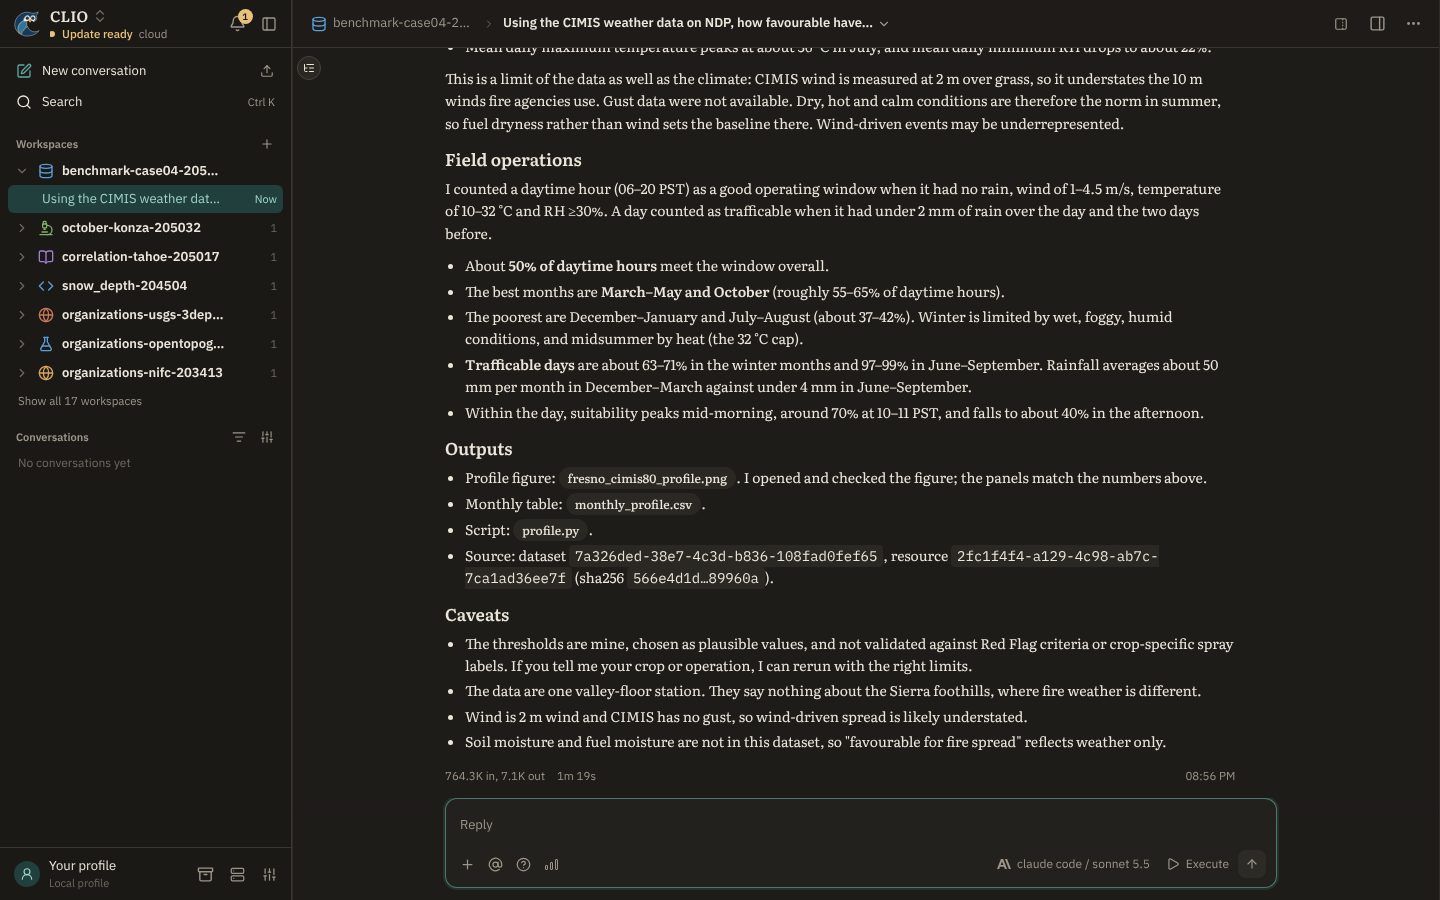 CLIO
Update ready cloud
1
New conversation
Search Ctrl K
Workspaces
benchmark-case04-205...
Using the CIMIS weather dat... Now
october-konza-205032 1
correlation-tahoe-205017 1
snow_depth-204504 1
organizations-usgs-3dep... 1
organizations-opentopog... 1
organizations-nifc-203413 1
Show all 17 workspaces
Conversations
No conversations yet
Your profile
Local profile
benchmark-case04-2... Using the CIMIS weather data on NDP, how favourable have...
Mean daily maximum temperature peaks at about 36 °C in July, and mean daily minimum RH drops to about 22%.
This is a limit of the data as well as the climate: CIMIS wind is measured at 2 m over grass, so it understates the 10 m
winds fire agencies use. Gust data were not available. Dry, hot and calm conditions are therefore the norm in summer,
so fuel dryness rather than wind sets the baseline there. Wind-driven events may be underrepresented.
Field operations
I counted a daytime hour (06–20 PST) as a good operating window when it had no rain, wind of 1–4.5 m/s, temperature
of 10–32 °C and RH ≥30%. A day counted as trafficable when it had under 2 mm of rain over the day and the two days
before.
• About 50% of daytime hours meet the window overall.
• The best months are March–May and October (roughly 55–65% of daytime hours).
• The poorest are December–January and July–August (about 37–42%). Winter is limited by wet, foggy, humid
conditions, and midsummer by heat (the 32 °C cap).
• Trafficable days are about 63–71% in the winter months and 97–99% in June–September. Rainfall averages about 50
mm per month in December–March against under 4 mm in June–September.
• Within the day, suitability peaks mid-morning, around 70% at 10–11 PST, and falls to about 40% in the afternoon.
Outputs
• Profile figure: fresno_cimis80_profile.png . I opened and checked the figure; the panels match the numbers above.
• Monthly table: monthly_profile.csv .
• Script: profile.py .
• Source: dataset 7a326ded-38e7-4c3d-b836-108fad0fef65 , resource 2fc1f4f4-a129-4c98-ab7c-
7ca1ad36ee7f (sha256 566e4d1d…89960a ).
Caveats
• The thresholds are mine, chosen as plausible values, and not validated against Red Flag criteria or crop-specific spray
labels. If you tell me your crop or operation, I can rerun with the right limits.
• The data are one valley-floor station. They say nothing about the Sierra foothills, where fire weather is different.
• Wind is 2 m wind and CIMIS has no gust, so wind-driven spread is likely understated.
• Soil moisture and fuel moisture are not in this dataset, so "favourable for fire spread" reflects weather only.
764.3K in, 7.1K out 1m 19s 08:56 PM
Reply
claude code / sonnet 5.5 Execute